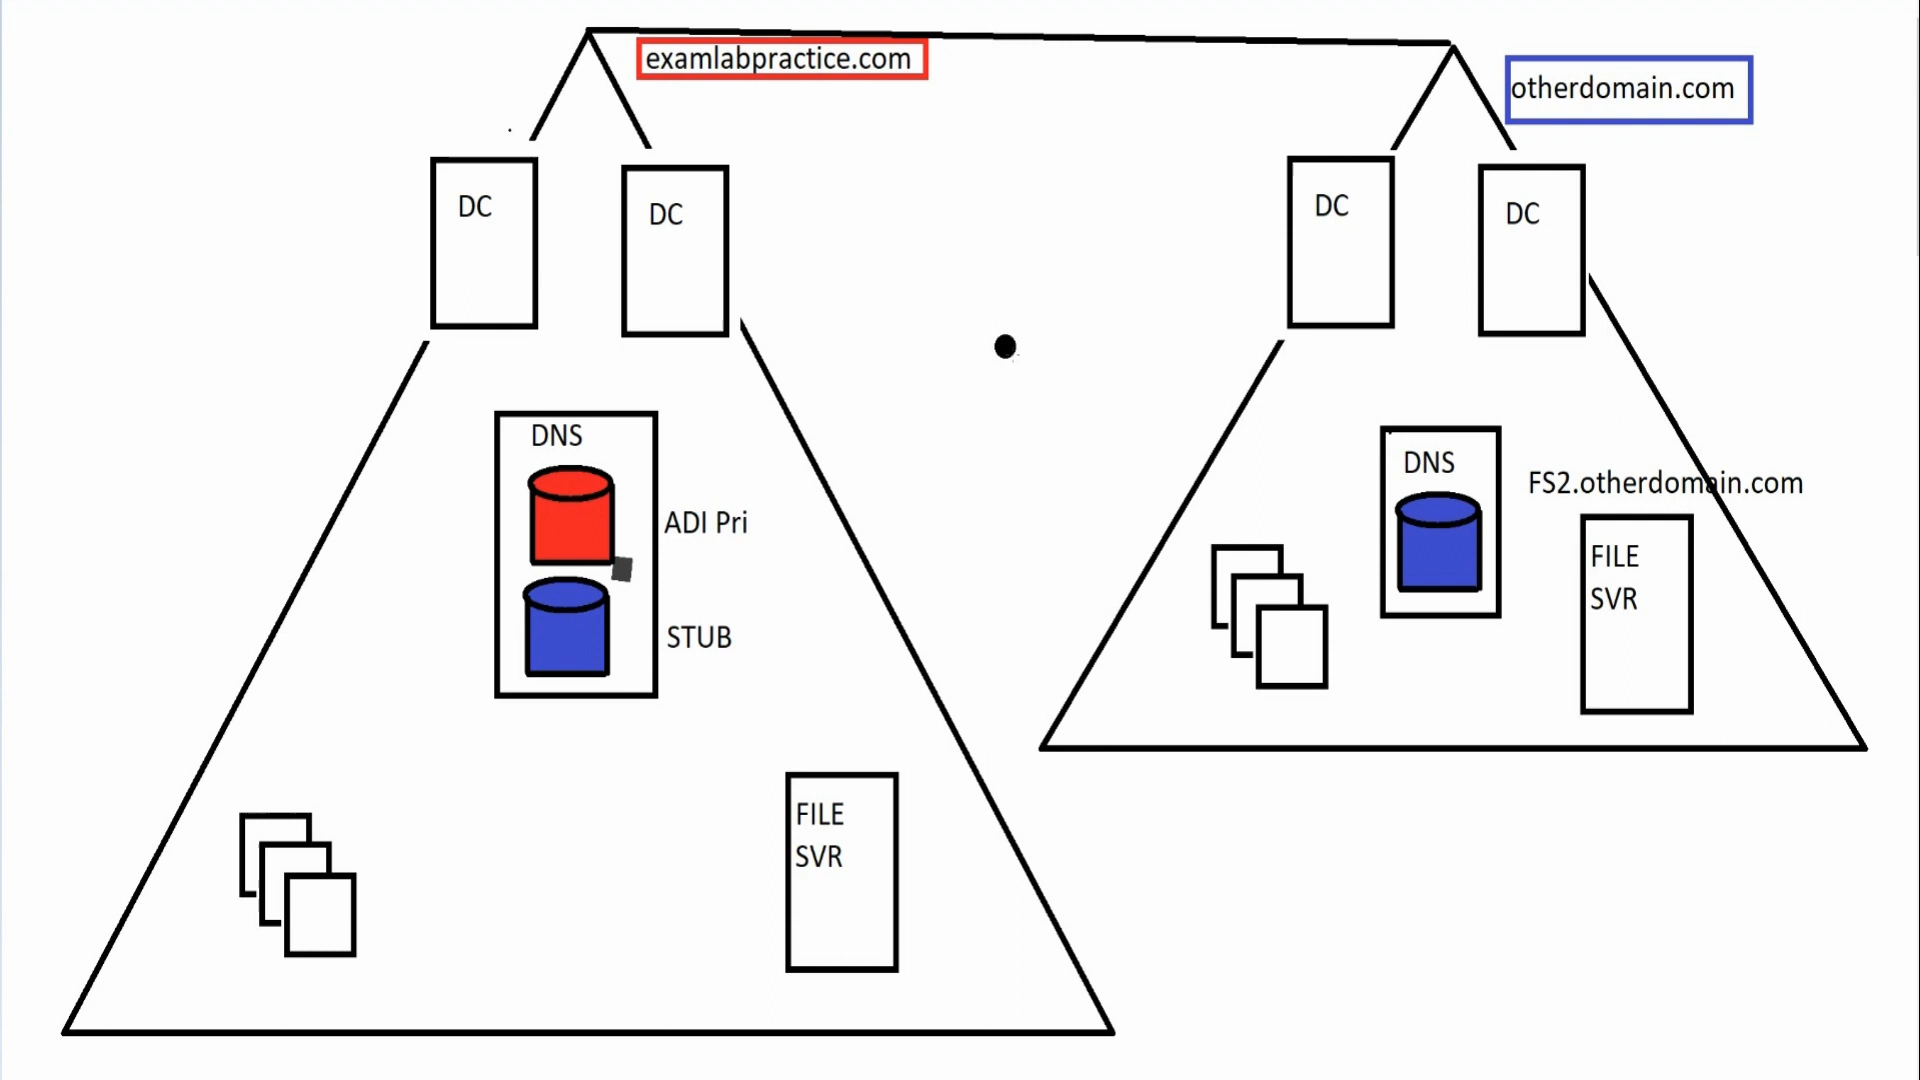 examlabpractice.com
otherdomain.com
DC
DC
DC
DC
DNS
ADI Pri
STUB
DNS
FS2.otherdomain.com
FILE
SVR
FILE
SVR